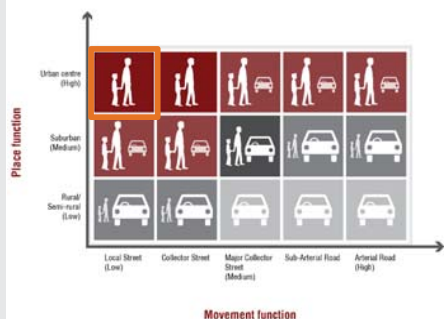 Place function
Urban centre
(High)
Suburban
(Medium)
Rural/
Semi-rural
(Low)
Local Street
(Low)
Collector Street
Major Collector
Street
(Medium)
Sub-Arterial Road
Arterial Road
(High)
Movement function